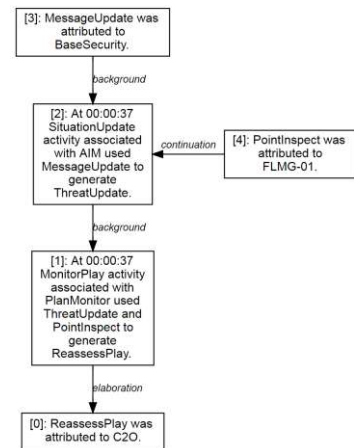 [3]: MessageUpdate was
attributed to
BaseSecurity.
background
[2]: At 00:00:37
SituationUpdate
activity associated
with AIM used
MessageUpdate to
generate
ThreatUpdate.
continuation
[4]: PointInspect was
attributed to
FLMG-01.
background
[1]: At 00:00:37
MonitorPlay activity
associated with
PlanMonitor used
ThreatUpdate and
PointInspect to
generate
ReassessPlay.
elaboration
[0]: ReassessPlay was
attributed to C2O.